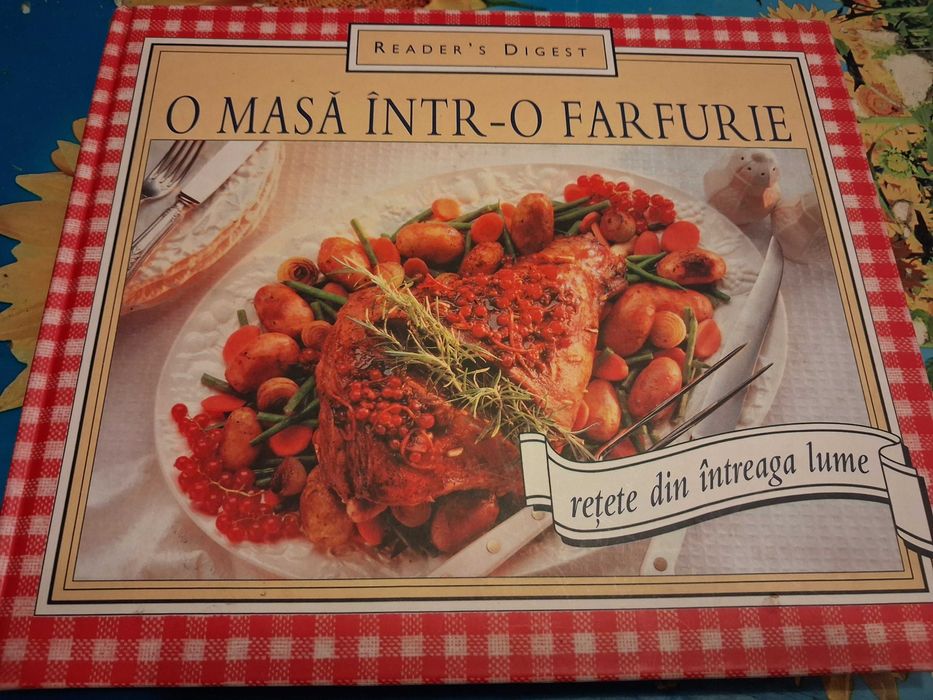 READER'S DIGEST
O MASĂ ÎNTR-O FARFURIE
rețete din întreaga lume